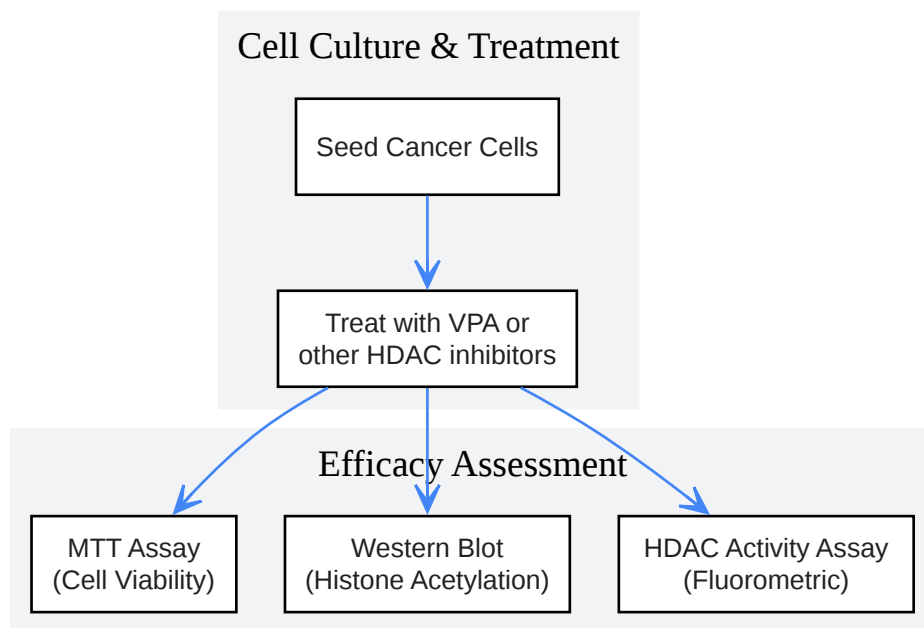 Cell Culture & Treatment
Seed Cancer Cells
Treat with VPA or
other HDAC inhibitors
Efficacy Assessment
MTT Assay
(Cell Viability)
Western Blot
(Histone Acetylation)
HDAC Activity Assay
(Fluorometric)